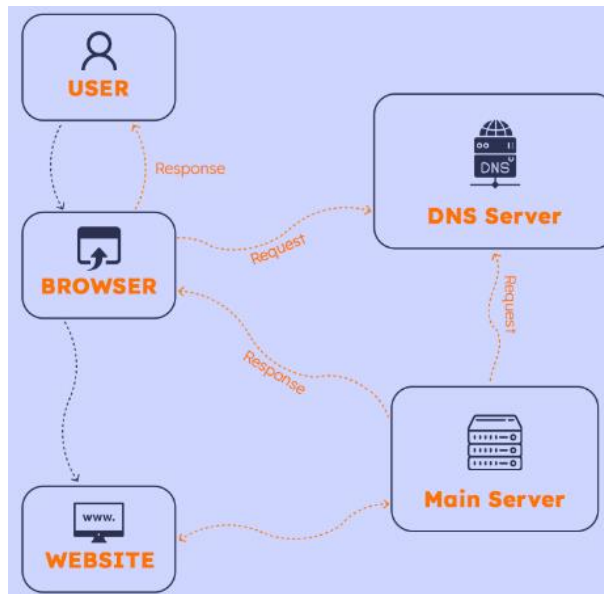 USER
Response
DNS
DNS Server
BROWSER
Request
Request
Response
Main Server
www.
WEBSITE